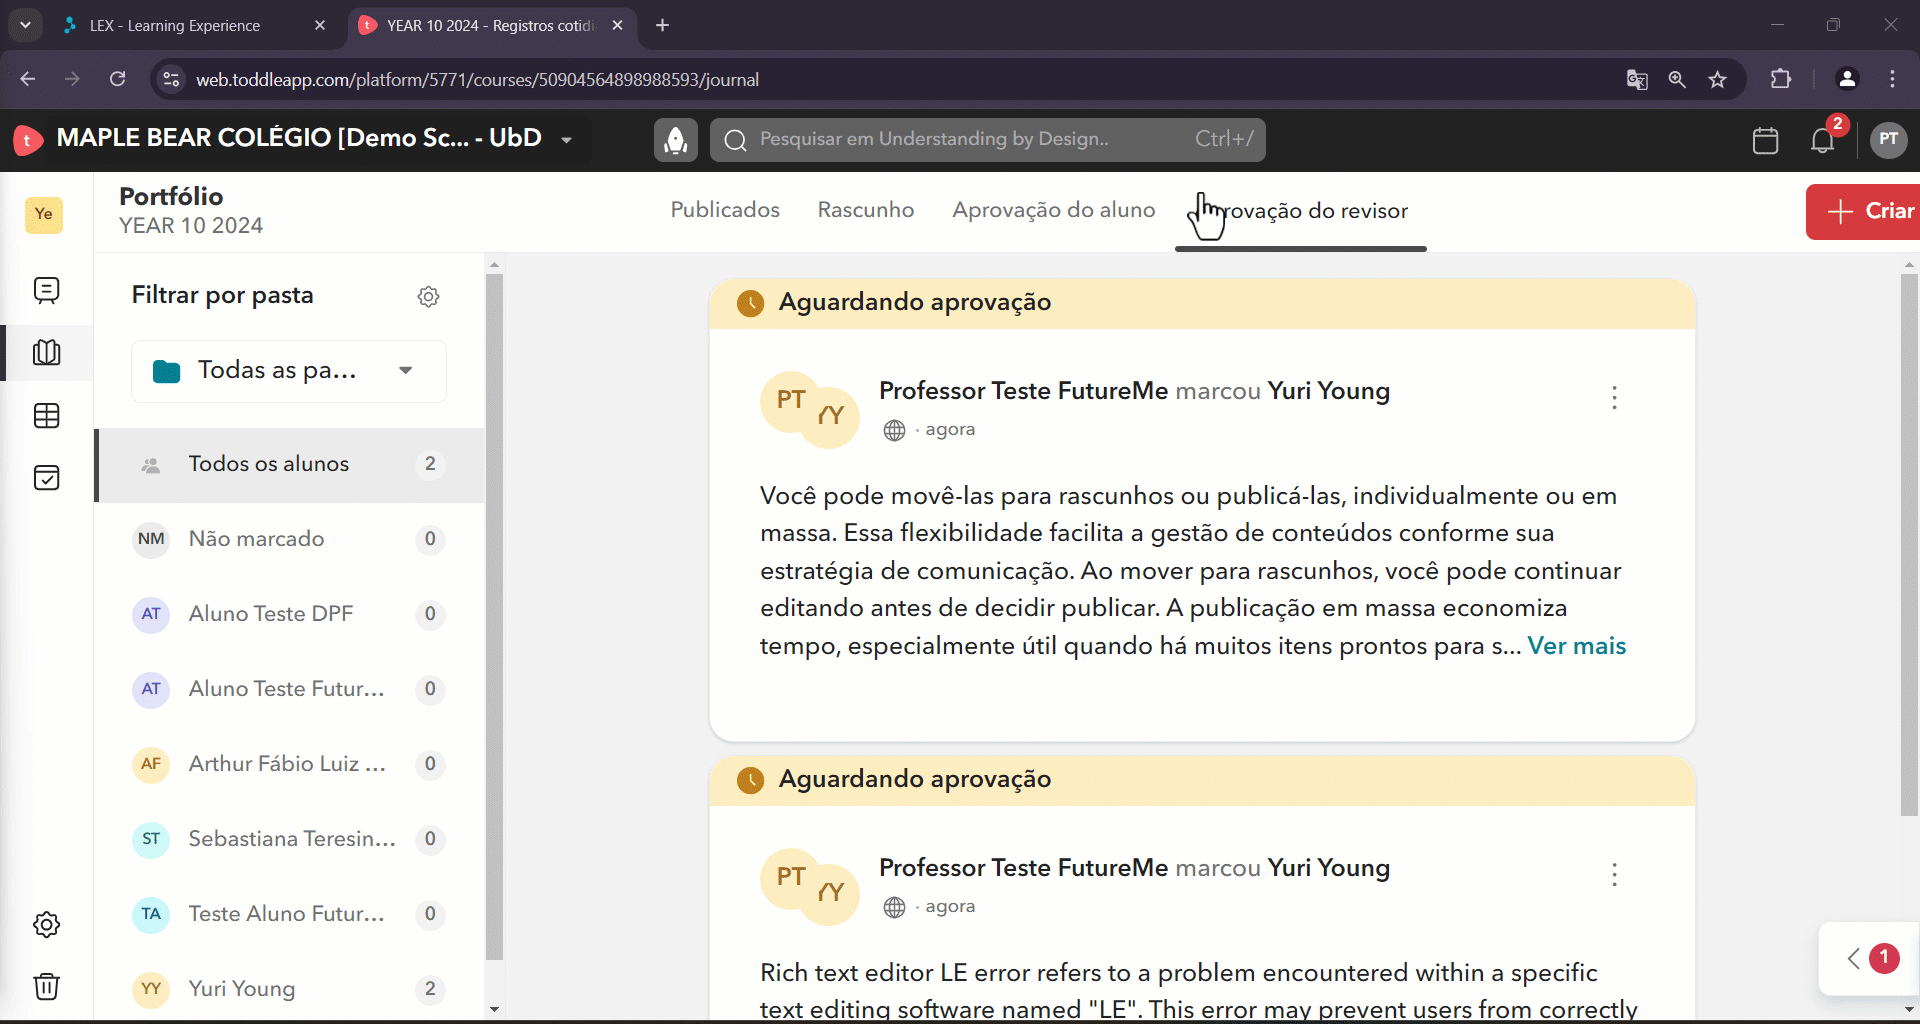 LEX - Learning Experience
YEAR 10 2024 - Registros cotidi
web.toddleapp.com/platform/5771/courses/50904564898988593/journal
t
MAPLE BEAR COLÉGIO [Demo Sc... - UbD
Pesquisar em Understanding by Design..
Ctrl+/
2
PT
Ye
Portfólio
YEAR 10 2024
Publicados
Rascunho
Aprovação do aluno
rovação do revisor
Criar
Filtrar por pasta
Todas as pa...
Todos os alunos 2
NM Não marcado 0
AT Aluno Teste DPF 0
AT Aluno Teste Futur... 0
AF Arthur Fábio Luiz ... 0
ST Sebastiana Teresin... 0
TA Teste Aluno Futur... 0
YY Yuri Young 2
Aguardando aprovação
PT YY
Professor Teste FutureMe marcou Yuri Young
· agora
Você pode movê-las para rascunhos ou publicá-las, individualmente ou em
massa. Essa flexibilidade facilita a gestão de conteúdos conforme sua
estratégia de comunicação. Ao mover para rascunhos, você pode continuar
editando antes de decidir publicar. A publicação em massa economiza
tempo, especialmente útil quando há muitos itens prontos para s... Ver mais
Aguardando aprovação
PT YY
Professor Teste FutureMe marcou Yuri Young
· agora
Rich text editor LE error refers to a problem encountered within a specific
text editing software named "LE". This error may prevent users from correctly
1